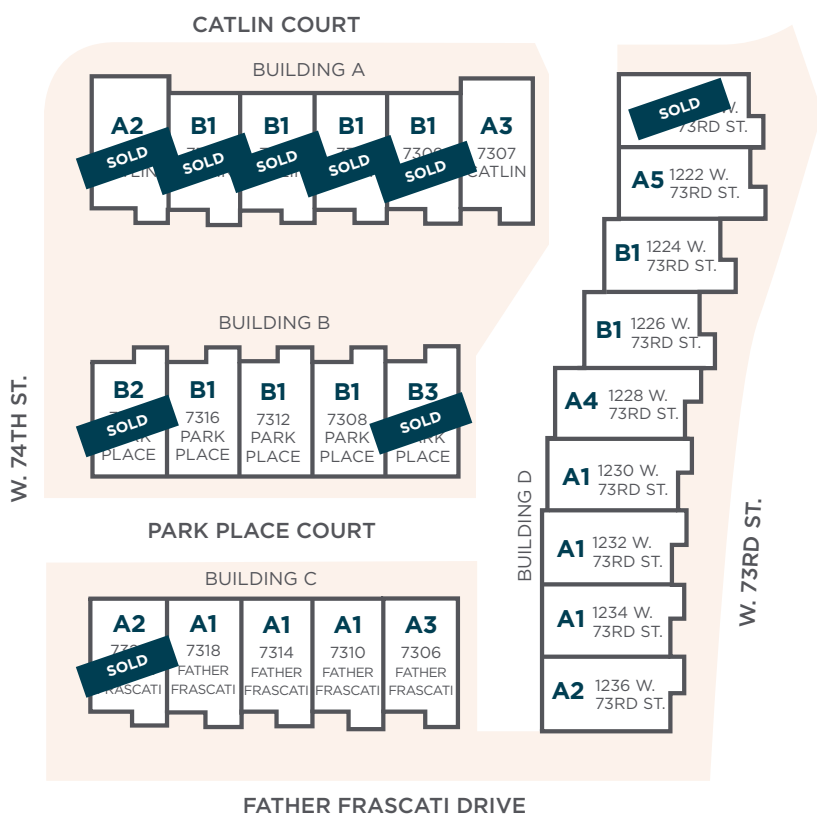 CATLIN COURT
BUILDING A
A2
SOLD
B1
SOLD
B1
SOLD
B1
SOLD
B1
SOLD
A3
7307
CATLIN
SOLD
W.
73RD ST.
A5
1222 W.
73RD ST.
B1
1224 W.
73RD ST.
B1
1226 W.
73RD ST.
A4
1228 W.
73RD ST.
A1
1230 W.
73RD ST.
A1
1232 W.
73RD ST.
A1
1234 W.
73RD ST.
A2
1236 W.
73RD ST.
BUILDING D
W. 73RD ST.
BUILDING B
B2
SOLD
PLACE
B1
7316
PARK
PLACE
B1
7312
PARK
PLACE
B1
7308
PARK
PLACE
B3
SOLD
PLACE
W. 74TH ST.
PARK PLACE COURT
BUILDING C
A2
SOLD
A1
7318
FATHER
FRASCATI
A1
7314
FATHER
FRASCATI
A1
7310
FATHER
FRASCATI
A3
7306
FATHER
FRASCATI
FATHER FRASCATI DRIVE